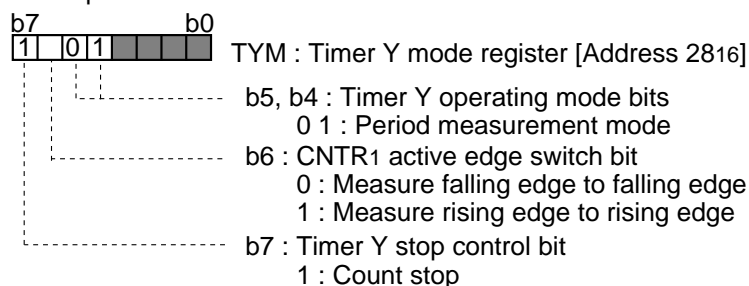 b7 b0
1 0 1
TYM : Timer Y mode register [Address 2816]
b5, b4 : Timer Y operating mode bits
0 1 : Period measurement mode
b6 : CNTR1 active edge switch bit
0 : Measure falling edge to falling edge
1 : Measure rising edge to rising edge
b7 : Timer Y stop control bit
1 : Count stop